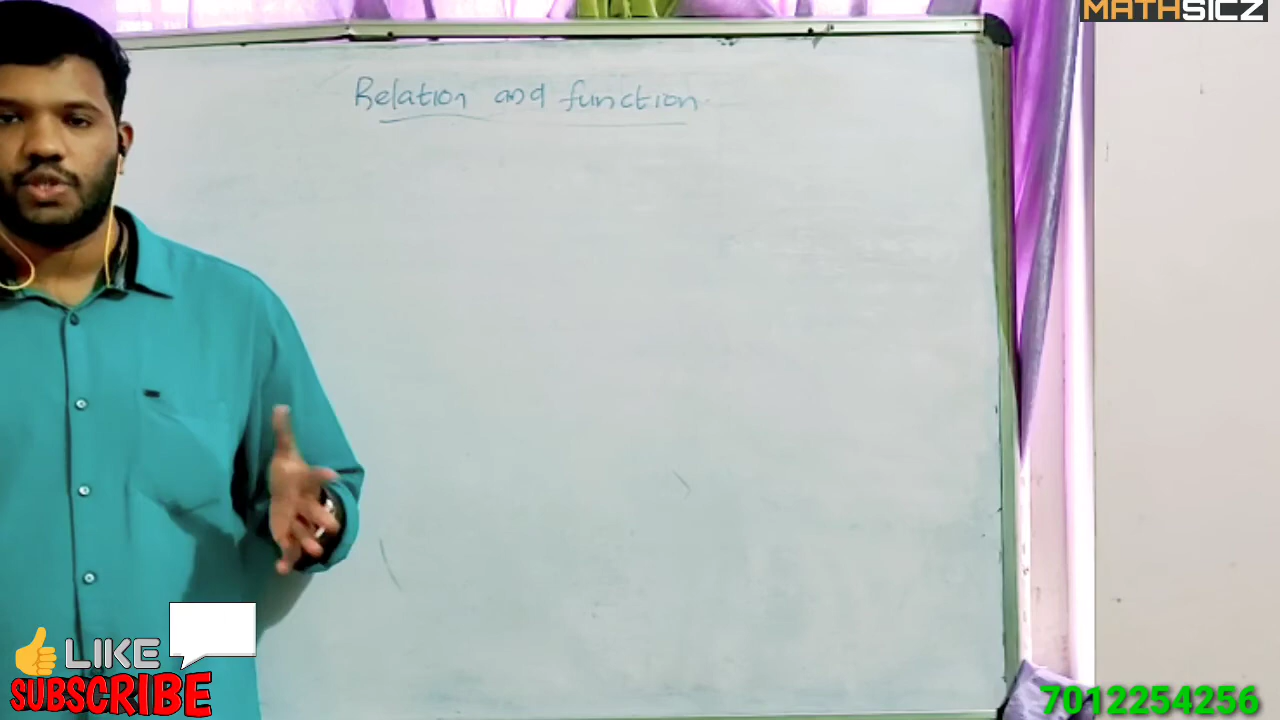 MATHSICZ
Relation and function
LIKE
SUBSCRIBE
7012254256